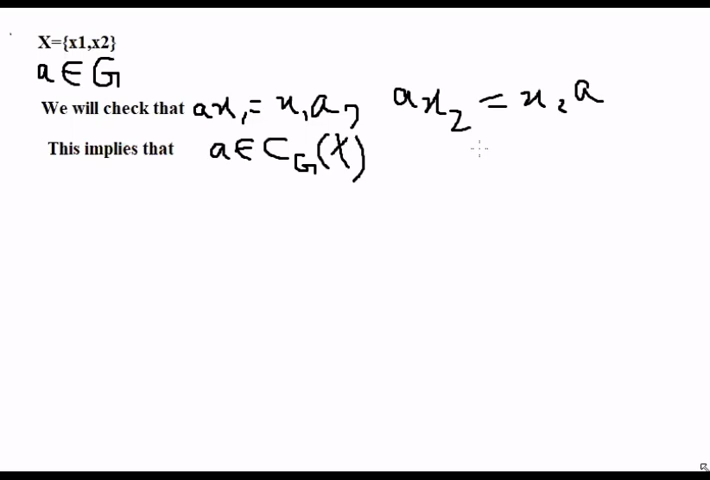 X={x1,x2}
a ∈ G
We will check that ax₁ = x₁a, ax₂ = x₂a
This implies that a ∈ C_G(X)